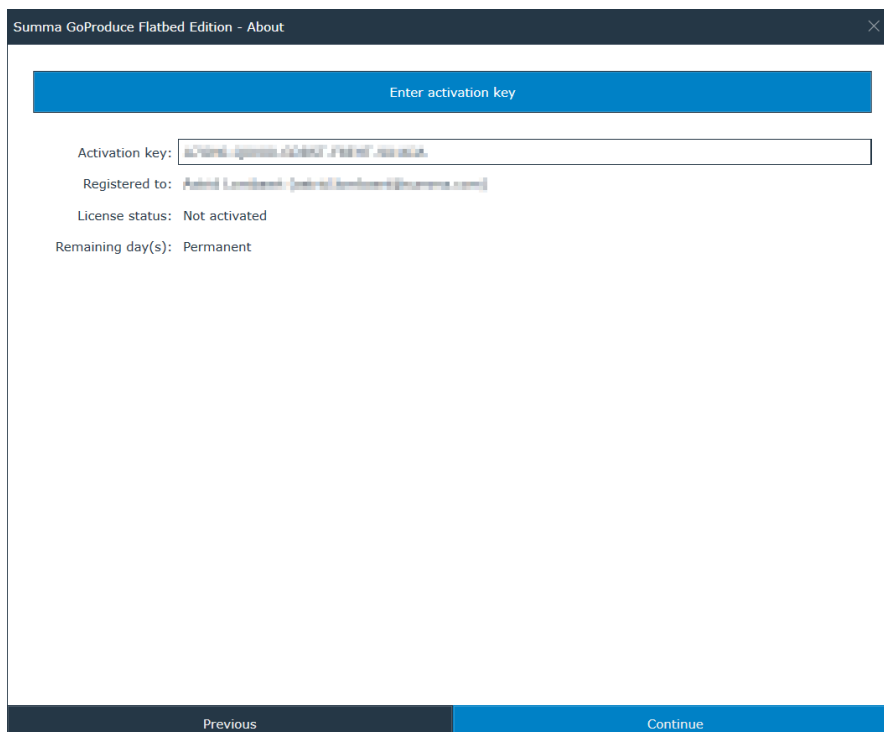 Summa GoProduce Flatbed Edition - About
Enter activation key
Activation key:
Registered to:
License status: Not activated
Remaining day(s): Permanent
Previous
Continue